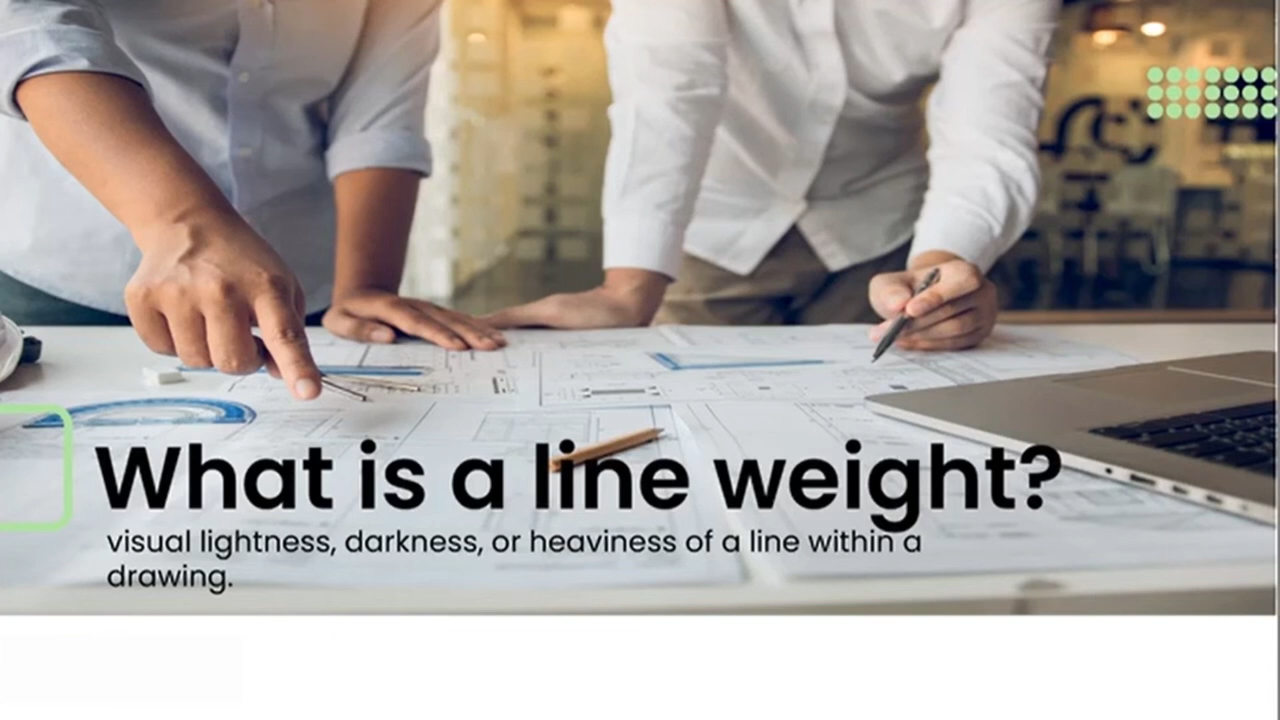 What is a line weight?
visual lightness, darkness, or heaviness of a line within a
drawing.